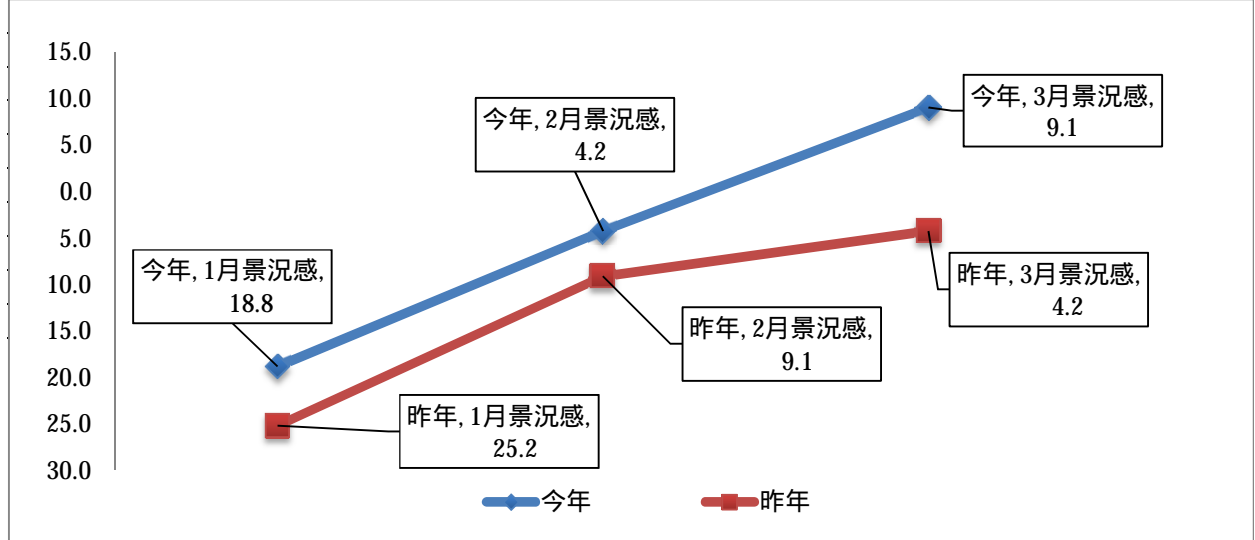 15.0
10.0
5.0
0.0
5.0
10.0
15.0
20.0
25.0
30.0
今年, 1月景況感,
18.8
今年, 2月景況感,
4.2
今年, 3月景況感,
9.1
昨年, 1月景況感,
25.2
昨年, 2月景況感,
9.1
昨年, 3月景況感,
4.2
今年
昨年